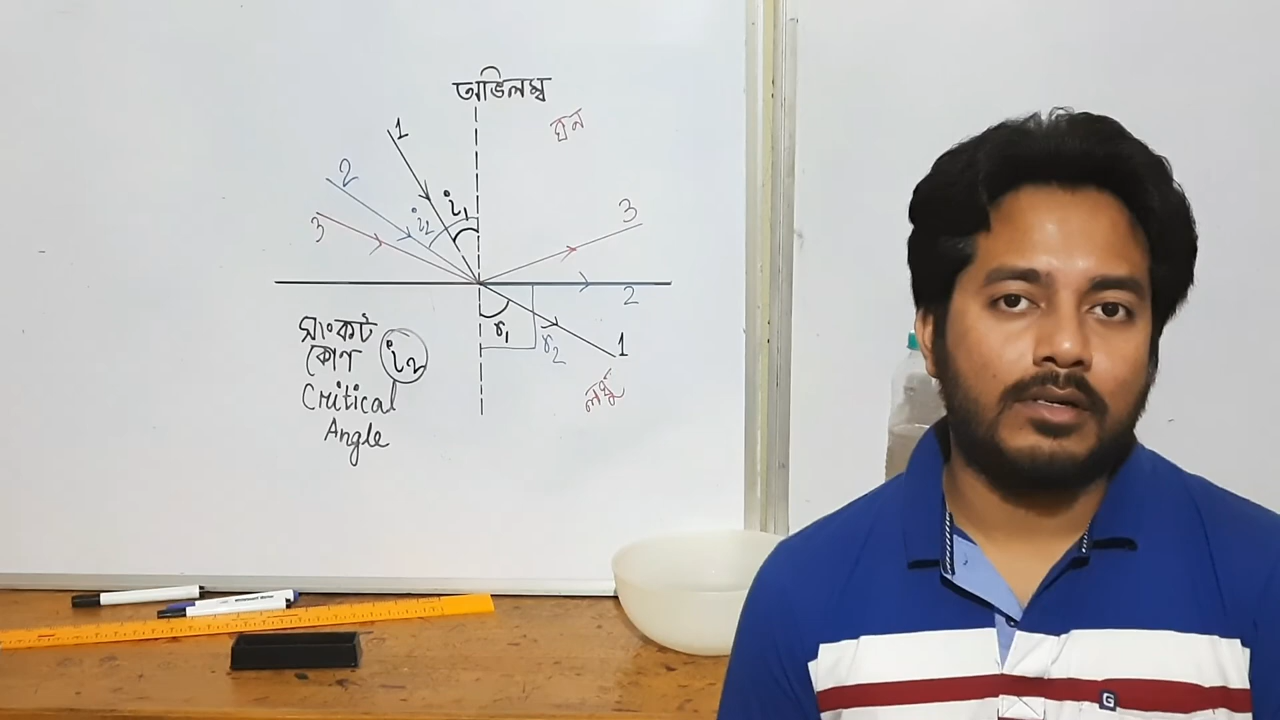 অভিলম্ব
ঘন
1
2
3
i₁
i₂
3
2
r₁
r₂
1
লঘু
সংকট
কোণ i₂
Critical
Angle
G